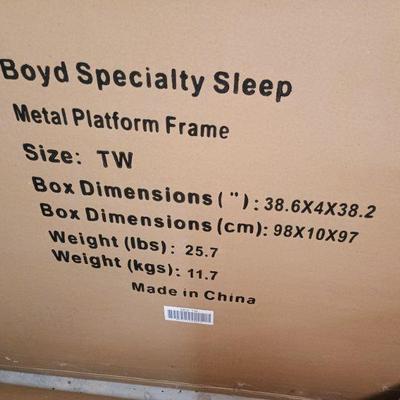 Boyd Specialty Sleep
Metal Platform Frame
Size: TW
Box Dimensions ( " ) : 38.6X4X38.2
Box Dimensions (cm): 98X10X97
Weight (lbs): 25.7
Weight (kgs): 11.7
Made in China